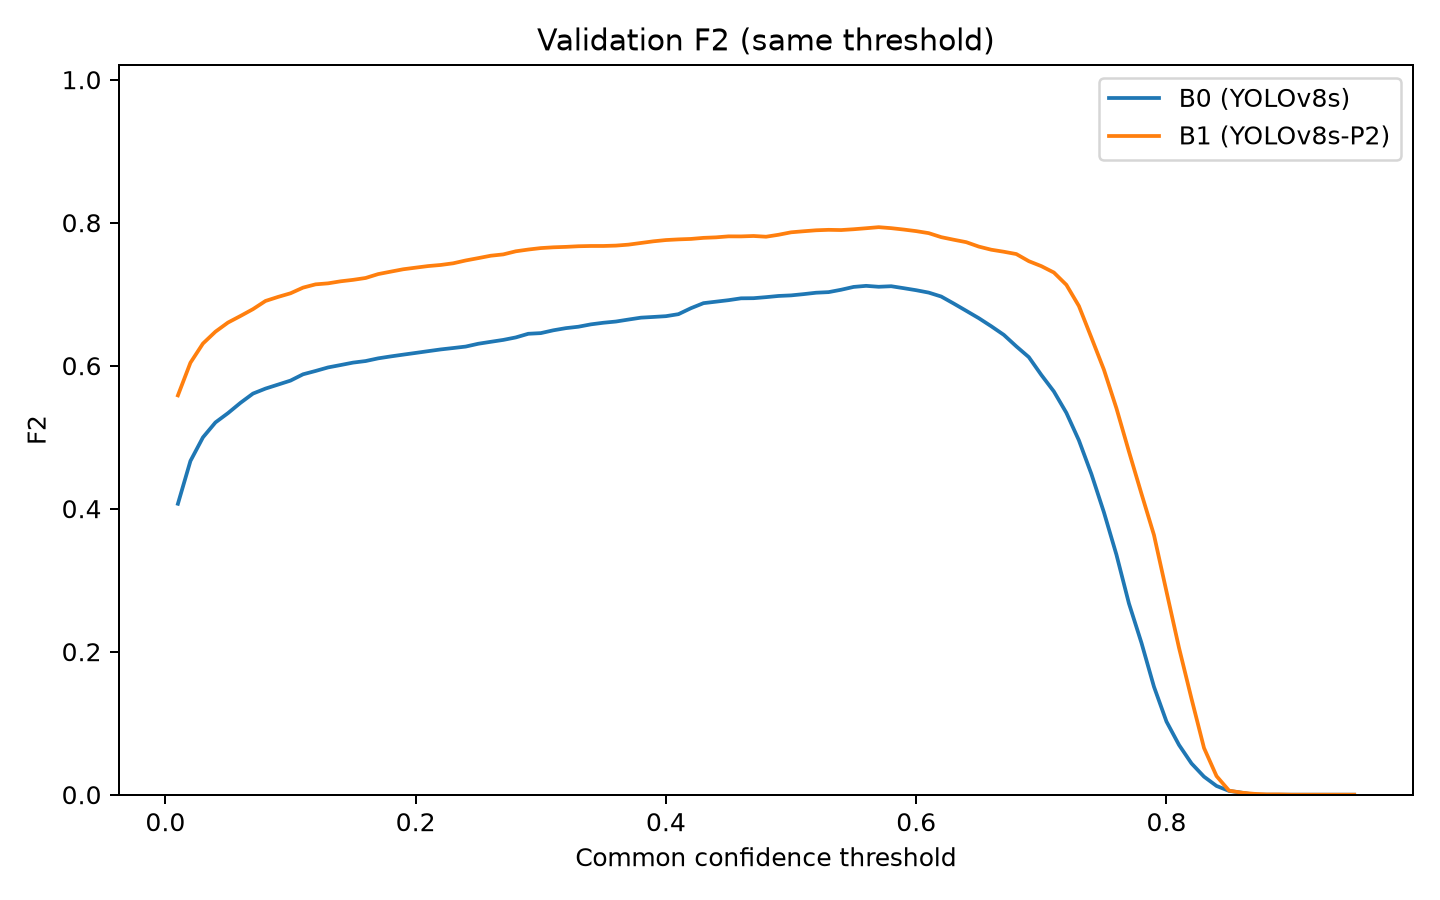 Validation F2 (same threshold)
B0 (YOLOv8s)
B1 (YOLOv8s-P2)
1.0
0.8
0.6
0.4
0.2
0.0
F2
0.0 0.2 0.4 0.6 0.8
Common confidence threshold